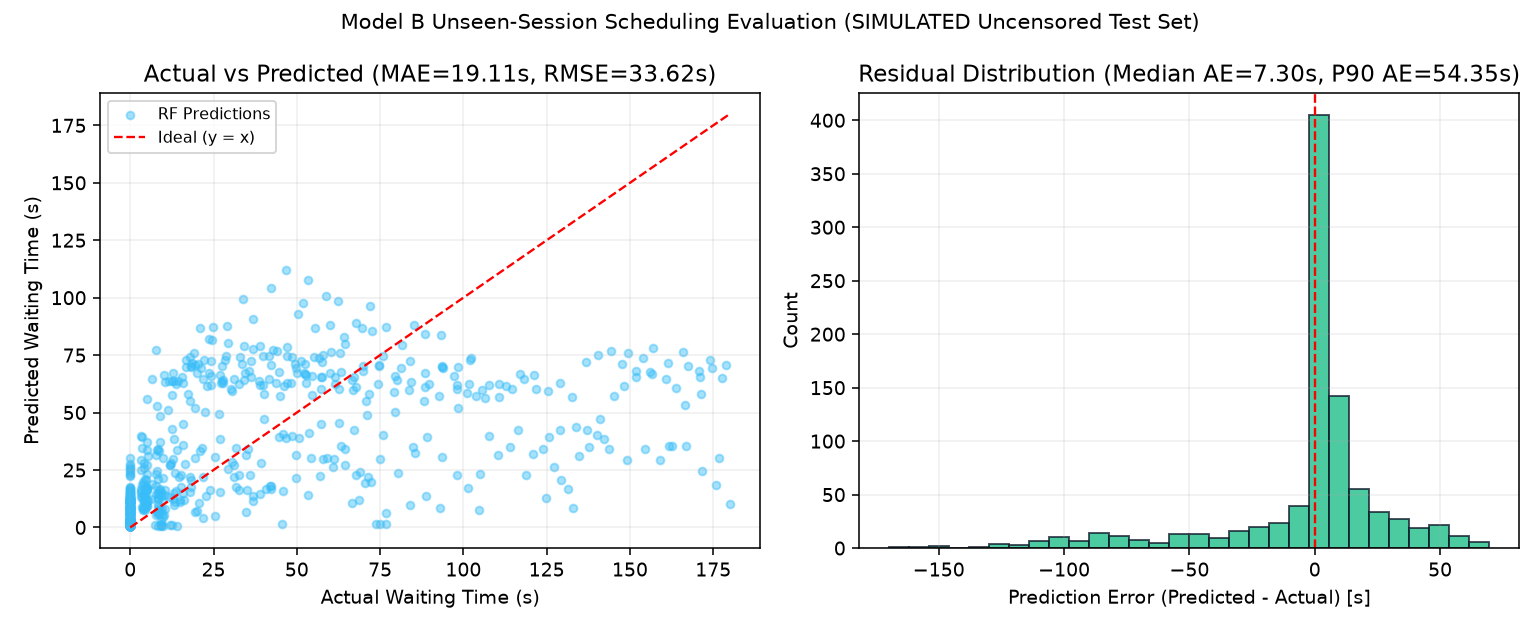 Model B Unseen-Session Scheduling Evaluation (SIMULATED Uncensored Test Set)
Actual vs Predicted (MAE=19.11s, RMSE=33.62s)
RF Predictions
Ideal (y = x)
175
150
125
100
75
50
25
0
Predicted Waiting Time (s)
0 25 50 75 100 125 150 175
Actual Waiting Time (s)
Residual Distribution (Median AE=7.30s, P90 AE=54.35s)
400
350
300
250
200
150
100
50
0
Count
−150 −100 −50 0 50
Prediction Error (Predicted - Actual) [s]